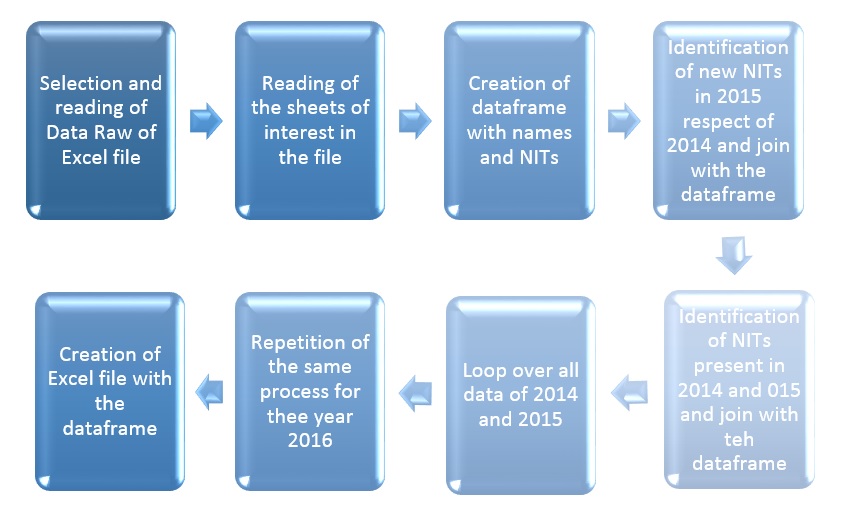 Selection and
reading of
Data Raw of
Excel file
Reading of
the sheets of
interest in
the file
Creation of
dataframe
with names
and NITs
Identification
of new NITs
in 2015
respect of
2014 and join
with the
dataframe
Identification
of NITs
present in
2014 and 015
and join with
teh
dataframe
Loop over all
data of 2014
and 2015
Repetition of
the same
process for
thee year
2016
Creation of
Excel file with
the
dataframe